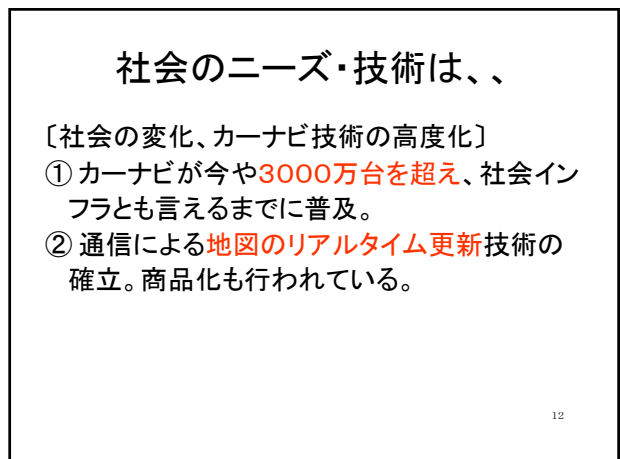 社会のニーズ・技術は、、
〔社会の変化、カーナビ技術の高度化〕
① カーナビが今や3000万台を超え、社会イン
フラとも言えるまでに普及。
② 通信による地図のリアルタイム更新技術の
確立。商品化も行われている。
12